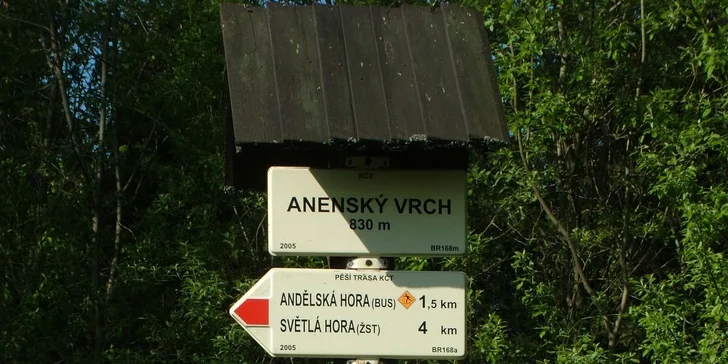 KČT
ANENSKÝ VRCH
830 m
2005 BR168m
PĚŠÍ TRASA KČT
ANDĚLSKÁ HORA (BUS) 1,5 km
SVĚTLÁ HORA (ŽST) 4 km
2005 BR168a